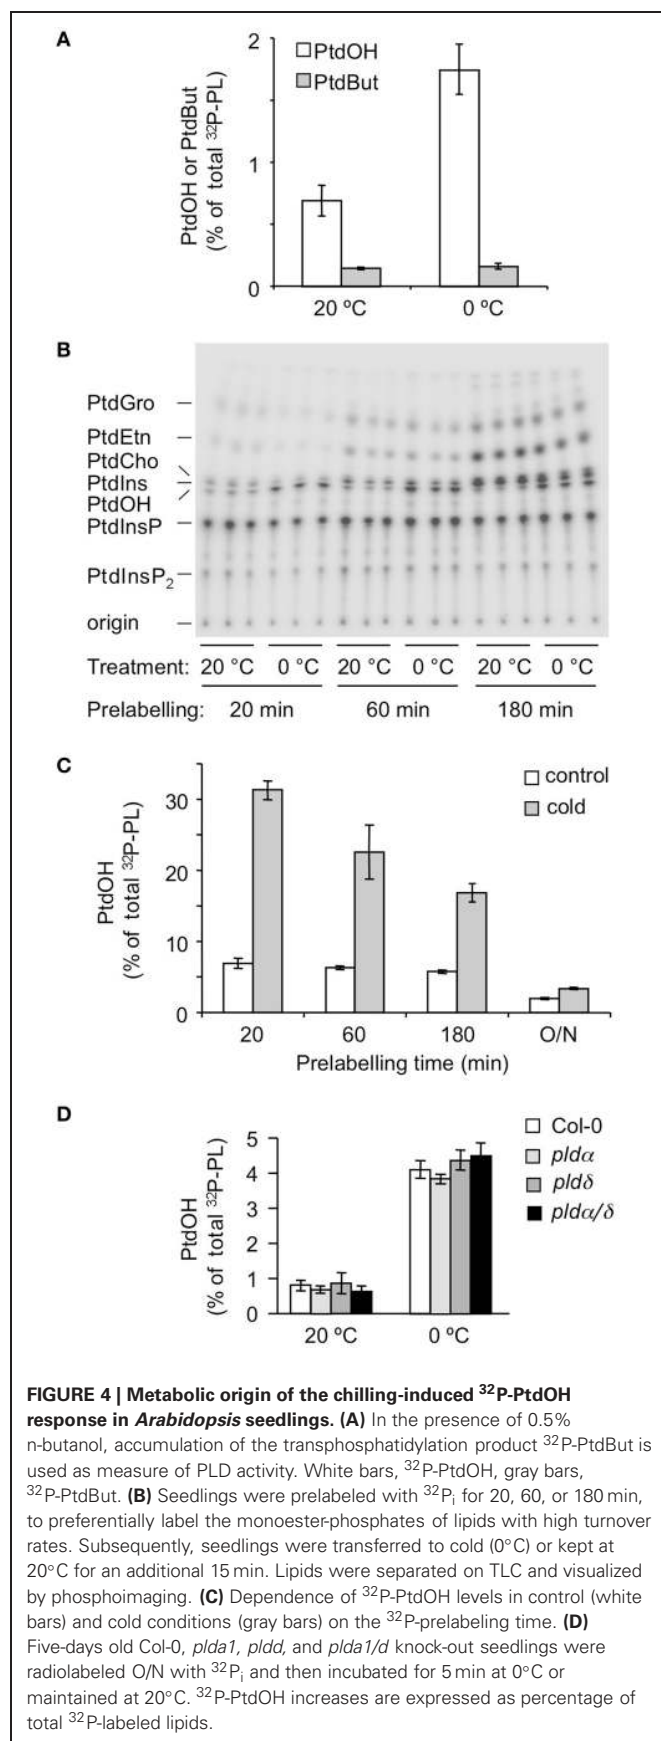 A
PtdOH or PtdBut
(% of total ³²P-PL)
2
1
0
PtdOH
PtdBut
20 ºC
0 ºC
B
PtdGro
PtdEtn
PtdCho
PtdIns
PtdOH
PtdInsP
PtdInsP₂
origin
Treatment: 20 °C 0 °C 20 °C 0 °C 20 °C 0 °C
Prelabelling: 20 min 60 min 180 min
C
PtdOH
(% of total ³²P-PL)
30
20
10
0
control
cold
20 60 180 O/N
Prelabelling time (min)
D
PtdOH
(% of total ³²P-PL)
5
4
3
2
1
0
Col-0
pldα
pldδ
pldα/δ
20 ºC
0 ºC
FIGURE 4 | Metabolic origin of the chilling-induced ³²P-PtdOH
response in Arabidopsis seedlings. (A) In the presence of 0.5%
n-butanol, accumulation of the transphosphatidylation product ³²P-PtdBut is
used as measure of PLD activity. White bars, ³²P-PtdOH, gray bars,
³²P-PtdBut. (B) Seedlings were prelabeled with ³²Pᵢ for 20, 60, or 180 min,
to preferentially label the monoester-phosphates of lipids with high turnover
rates. Subsequently, seedlings were transferred to cold (0°C) or kept at
20°C for an additional 15 min. Lipids were separated on TLC and visualized
by phosphoimaging. (C) Dependence of ³²P-PtdOH levels in control (white
bars) and cold conditions (gray bars) on the ³²P-prelabeling time. (D)
Five-days old Col-0, plda1, pldd, and plda1/d knock-out seedlings were
radiolabeled O/N with ³²Pᵢ and then incubated for 5 min at 0°C or
maintained at 20°C. ³²P-PtdOH increases are expressed as percentage of
total ³²P-labeled lipids.